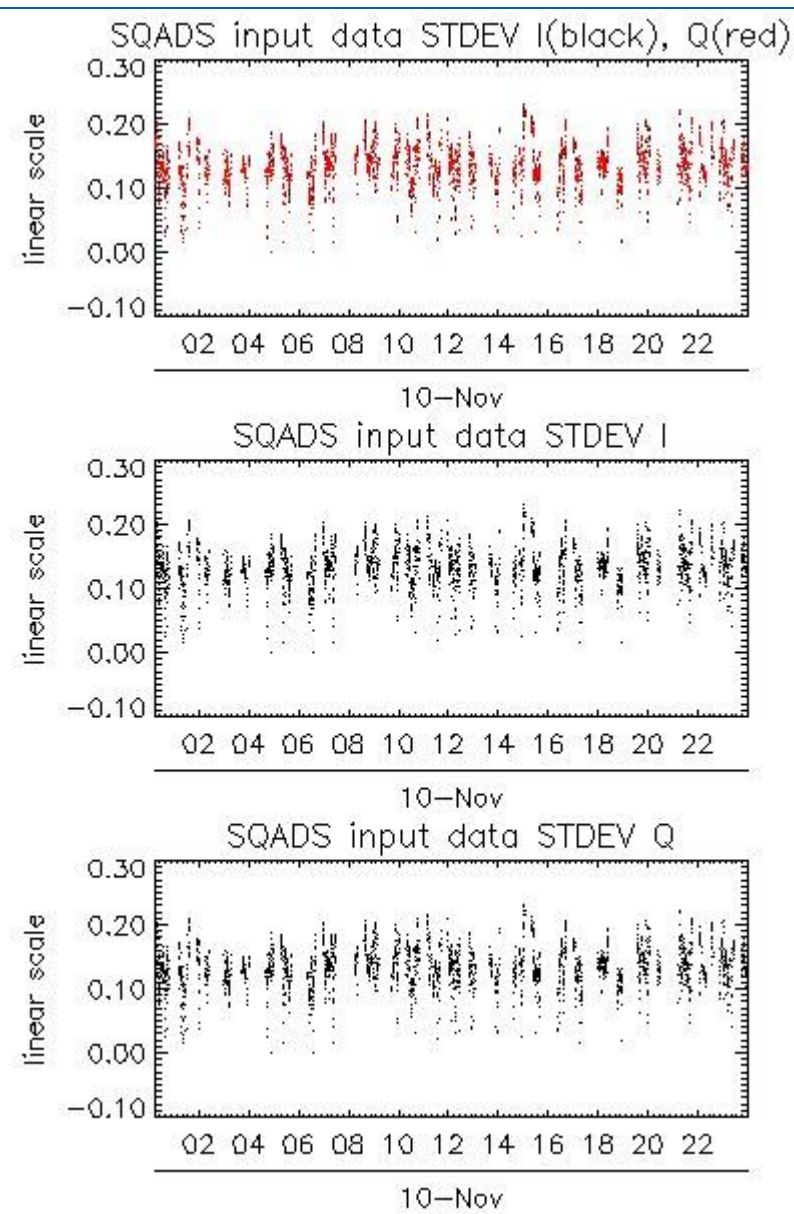 SQADS input data STDEV I(black), Q(red)
0.30
0.20
0.10
0.00
−0.10
linear scale
02 04 06 08 10 12 14 16 18 20 22
10−Nov
SQADS input data STDEV I
0.30
0.20
0.10
0.00
−0.10
linear scale
02 04 06 08 10 12 14 16 18 20 22
10−Nov
SQADS input data STDEV Q
0.30
0.20
0.10
0.00
−0.10
linear scale
02 04 06 08 10 12 14 16 18 20 22
10−Nov